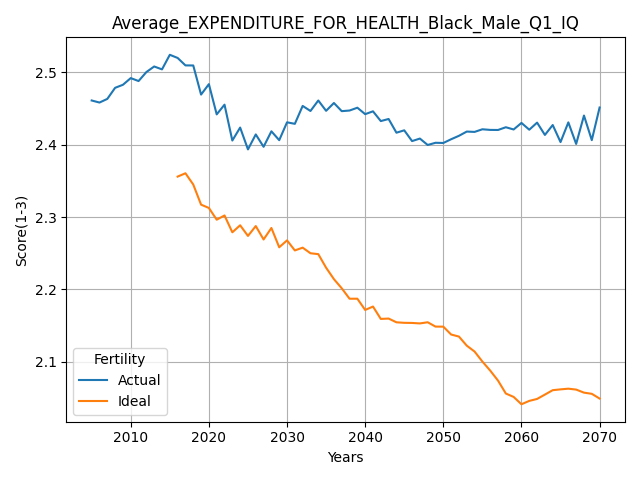 Average_EXPENDITURE_FOR_HEALTH_Black_Male_Q1_IQ
Score(1-3)
2.5
2.4
2.3
2.2
2.1
Fertility
Actual
Ideal
2010 2020 2030 2040 2050 2060 2070
Years